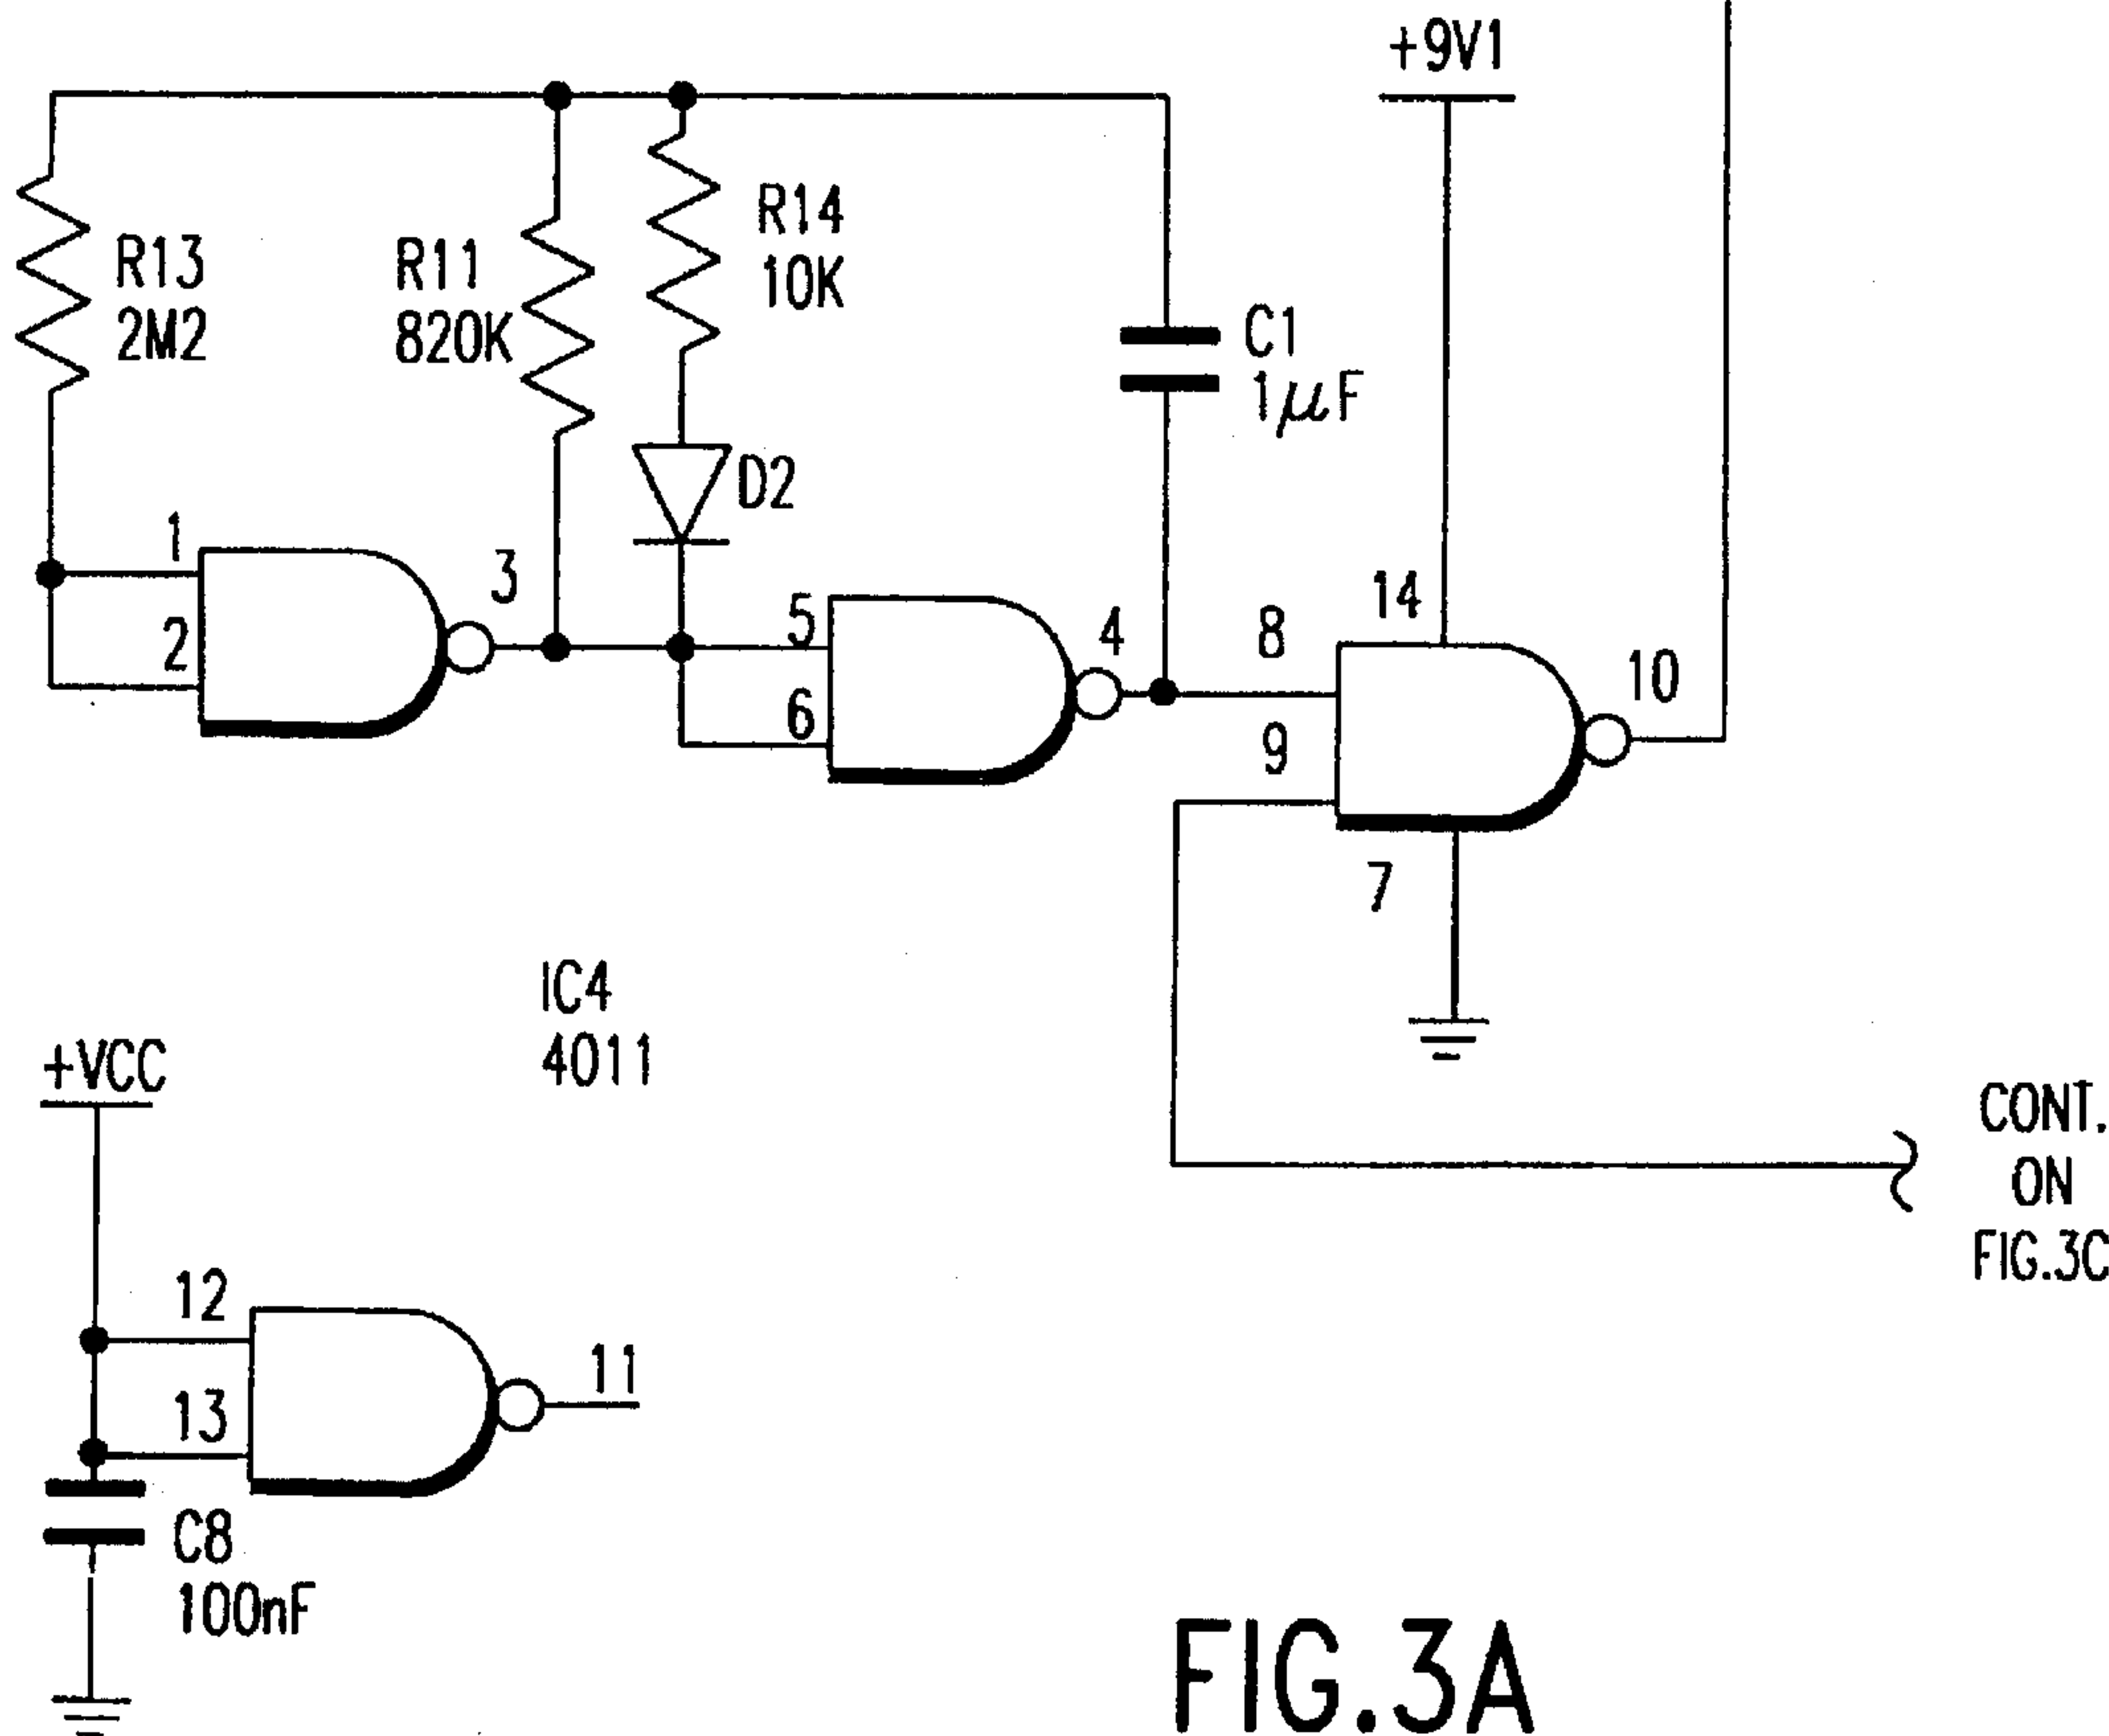 +9V1
R13
2M2
R11
820K
R14
10K
C1
1μF
D2
1
2
3
5
6
4
8
9
14
10
7
IC4
4011
+VCC
12
13
11
C8
100nF
CONT.
ON
FIG.3C
FIG.3A